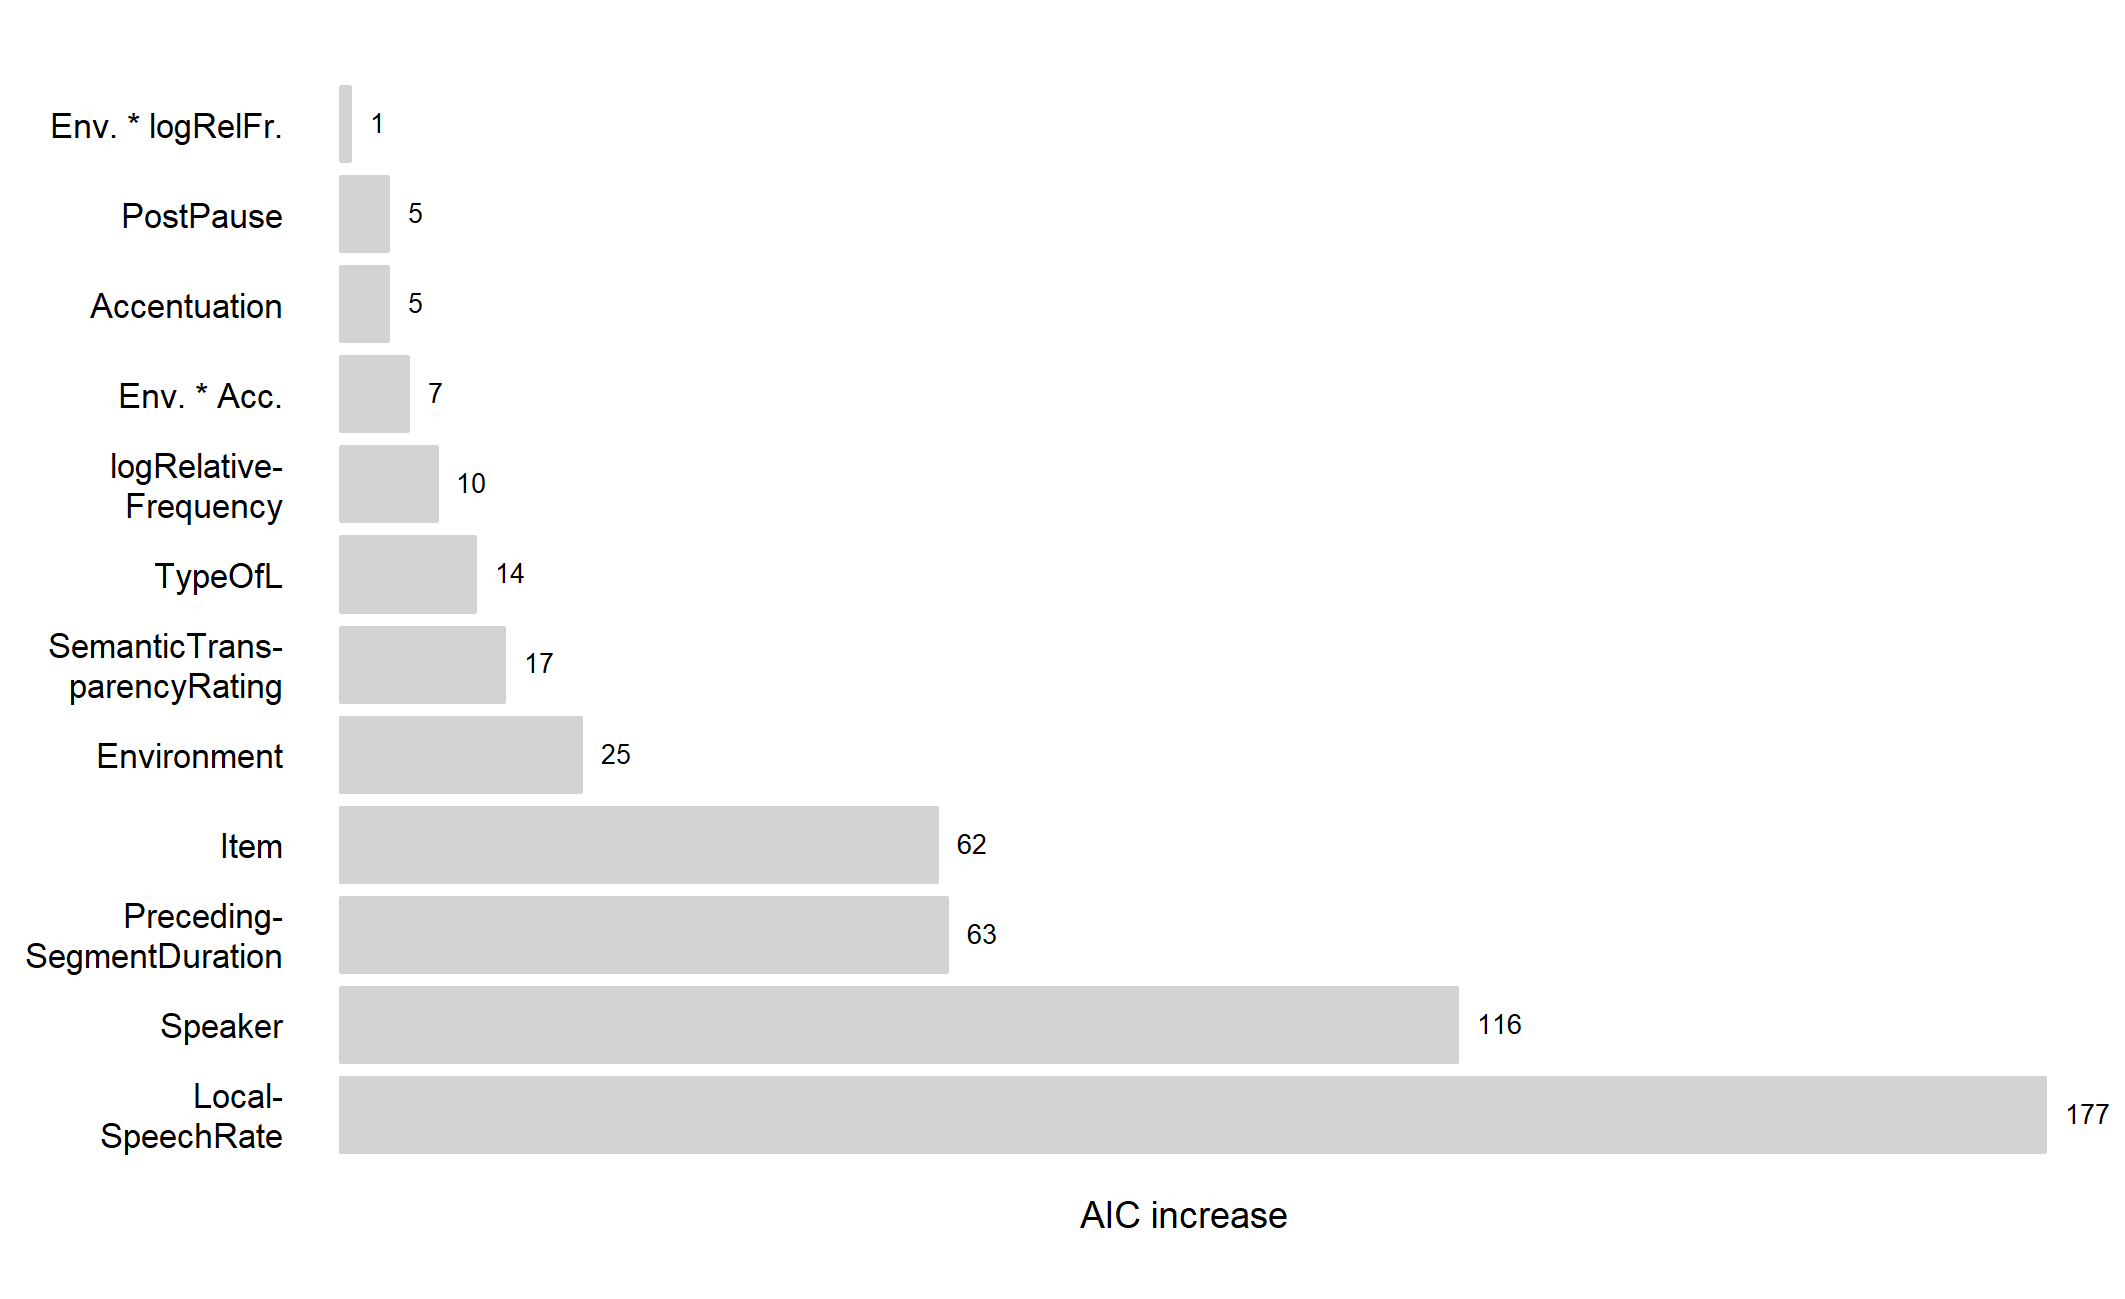 Env. * logRelFr.
1
PostPause
5
Accentuation
5
Env. * Acc.
7
logRelative-
Frequency
10
TypeOfL
14
SemanticTrans-
parencyRating
17
Environment
25
Item
62
Preceding-
SegmentDuration
63
Speaker
116
Local-
SpeechRate
177
AIC increase